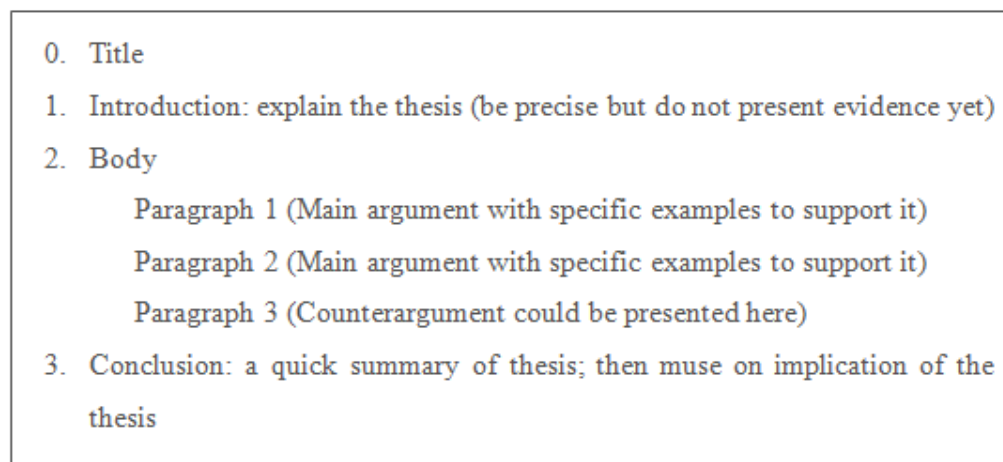 0. Title
1. Introduction: explain the thesis (be precise but do not present evidence yet)
2. Body
Paragraph 1 (Main argument with specific examples to support it)
Paragraph 2 (Main argument with specific examples to support it)
Paragraph 3 (Counterargument could be presented here)
3. Conclusion: a quick summary of thesis; then muse on implication of the
thesis